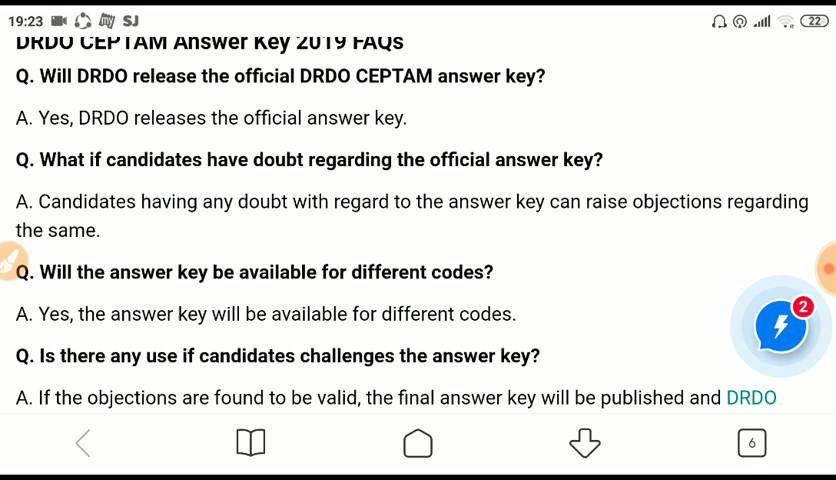 19:23 my SJ 22
DRDO CEPTAM Answer Key 2019 FAQs
Q. Will DRDO release the official DRDO CEPTAM answer key?
A. Yes, DRDO releases the official answer key.
Q. What if candidates have doubt regarding the official answer key?
A. Candidates having any doubt with regard to the answer key can raise objections regarding
the same.
Q. Will the answer key be available for different codes?
A. Yes, the answer key will be available for different codes.
2
Q. Is there any use if candidates challenges the answer key?
A. If the objections are found to be valid, the final answer key will be published and DRDO
6